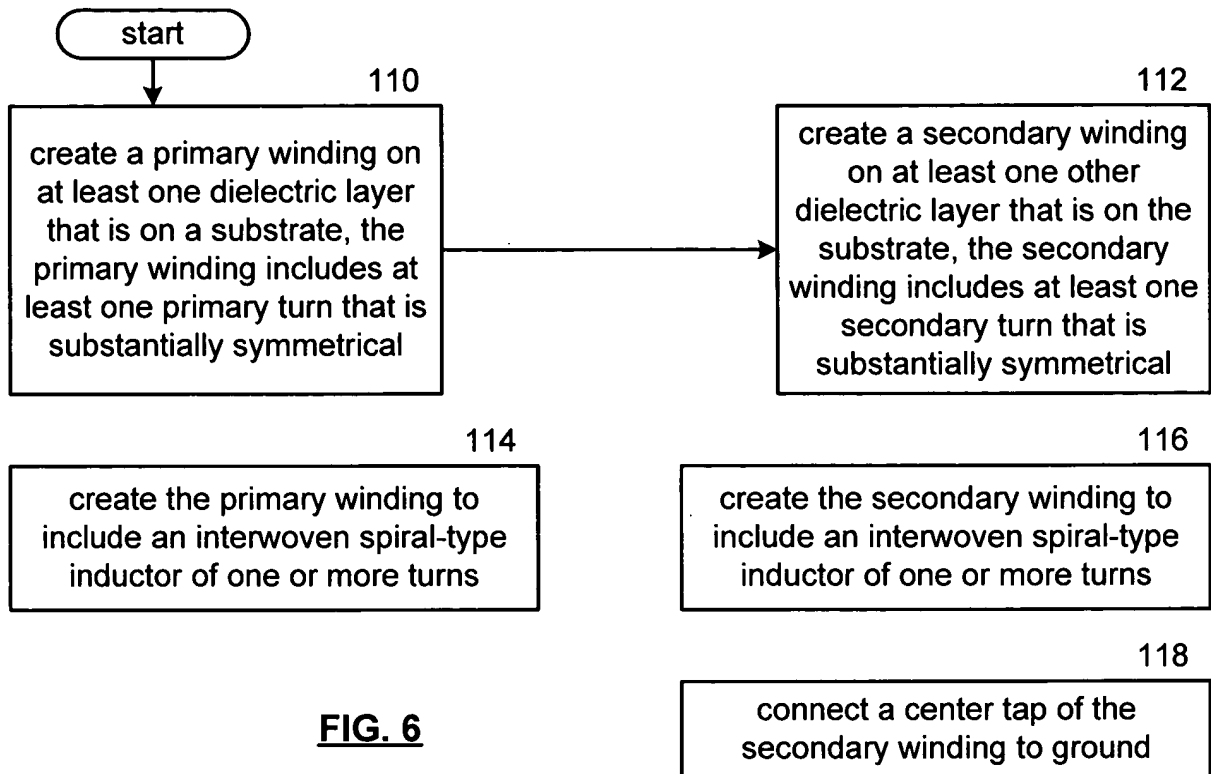 start
110
create a primary winding on
at least one dielectric layer
that is on a substrate, the
primary winding includes at
least one primary turn that is
substantially symmetrical
112
create a secondary winding
on at least one other
dielectric layer that is on the
substrate, the secondary
winding includes at least one
secondary turn that is
substantially symmetrical
114
create the primary winding to
include an interwoven spiral-type
inductor of one or more turns
116
create the secondary winding to
include an interwoven spiral-type
inductor of one or more turns
118
connect a center tap of the
secondary winding to ground
FIG. 6